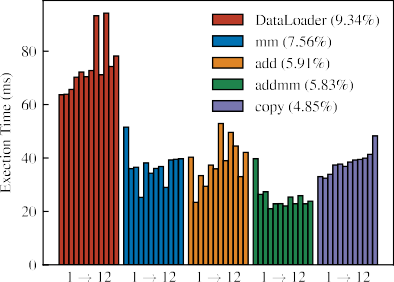 Exection Time (ms)
80
60
40
20
0
DataLoader (9.34%)
mm (7.56%)
add (5.91%)
addmm (5.83%)
copy (4.85%)
1 → 12 1 → 12 1 → 12 1 → 12 1 → 12